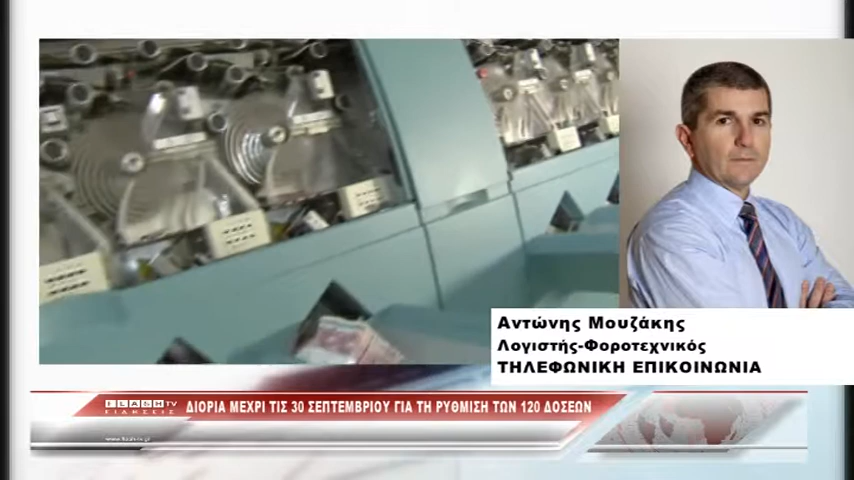 Αντώνης Μουζάκης
Λογιστής-Φοροτεχνικός
ΤΗΛΕΦΩΝΙΚΗ ΕΠΙΚΟΙΝΩΝΙΑ
FLASH TV
ΕΙΔΗΣΕΙΣ
ΔΙΟΡΙΑ ΜΕΧΡΙ ΤΙΣ 30 ΣΕΠΤΕΜΒΡΙΟΥ ΓΙΑ ΤΗ ΡΥΘΜΙΣΗ ΤΩΝ 120 ΔΟΣΕΩΝ